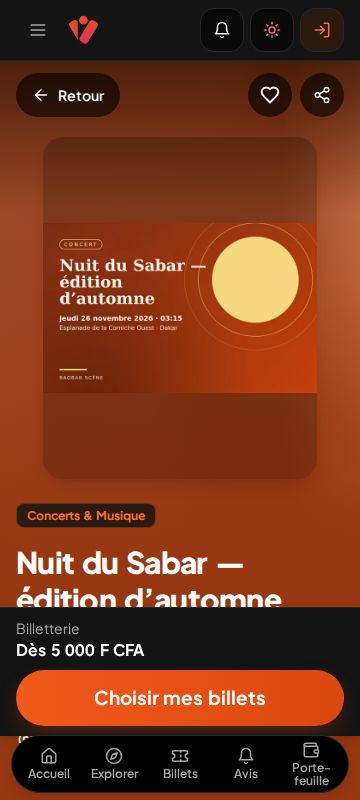 Retour
CONCERT
Nuit du Sabar —
édition
d’automne
jeudi 26 novembre 2026 · 03:15
Esplanade de la Corniche Ouest · Dakar
BAOBAB SCÈNE
Concerts & Musique
Nuit du Sabar —
édition d’automne
Billetterie
Dès 5 000 F CFA
Choisir mes billets
Accueil
Explorer
Billets
Avis
Porte-
feuille